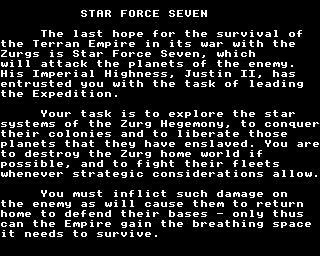 STAR FORCE SEVEN
The last hope for the survival of
the Terran Empire in its war with the
Zurgs is Star Force Seven, which
will attack the planets of the enemy.
His Imperial Highness, Justin II, has
entrusted you with the task of leading
the Expedition.
Your task is to explore the star
systems of the Zurg Hegemony, to conquer
their colonies and to liberate those
planets that they have enslaved. You are
to destroy the Zurg home world if
possible, and to fight their fleets
whenever strategic considerations allow.
You must inflict such damage on
the enemy as will cause them to return
home to defend their bases - only thus
can the Empire gain the breathing space
it needs to survive.